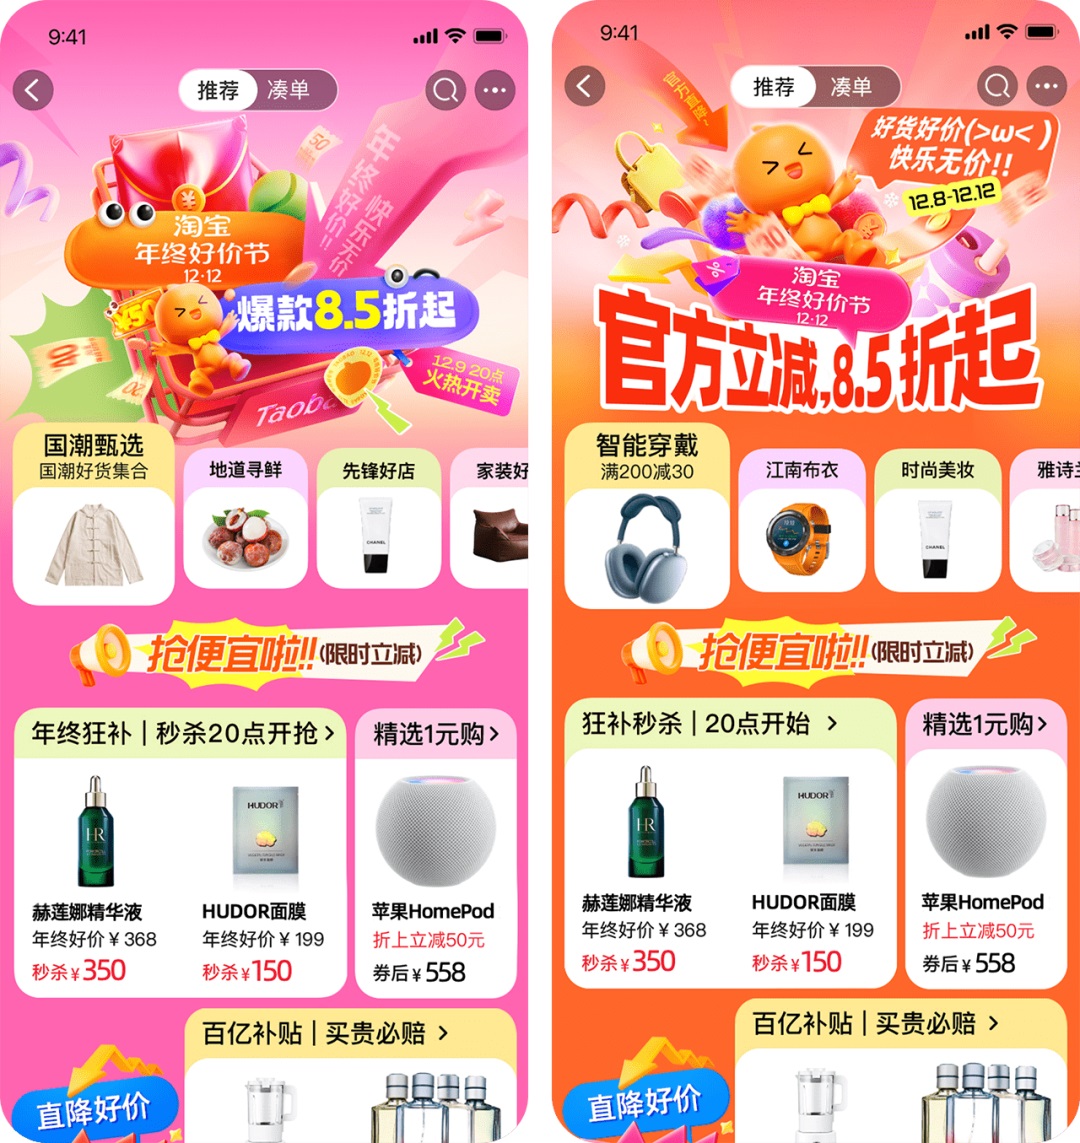 9:41
推荐
凑单
50
年终 快乐无价
好好价!!
淘宝
年终好价节
12·12
¥50
爆款8.5折起
40
12.9 20点
火热开卖
国潮甄选
国潮好货集合
地道寻鲜
先锋好店
家装好
CHANEL
抢便宜啦!!(限时立减)
年终狂补 | 秒杀20点开抢 >
精选1元购 >
HR
HUDOR
赫莲娜精华液
年终好价 ¥ 368
秒杀 ¥350
HUDOR面膜
年终好价 ¥ 199
秒杀 ¥150
苹果HomePod
折上立减50元
券后 ¥ 558
百亿补贴 | 买贵必赔 >
直降好价
9:41
推荐
凑单
官方直降~
好货好价(>ω< )
快乐无价!!
12.8-12.12
%
淘宝
年终好价节
12·12
官方立减,8.5折起
智能穿戴
满200减30
江南布衣
时尚美妆
CHANEL
抢便宜啦!!(限时立减)
狂补秒杀 | 20点开始 >
精选1元购 >
HR
HUDOR
赫莲娜精华液
年终好价 ¥ 368
秒杀 ¥350
HUDOR面膜
年终好价 ¥ 199
秒杀 ¥150
苹果HomePod
折上立减50元
券后 ¥ 558
百亿补贴 | 买贵必赔 >
直降好价